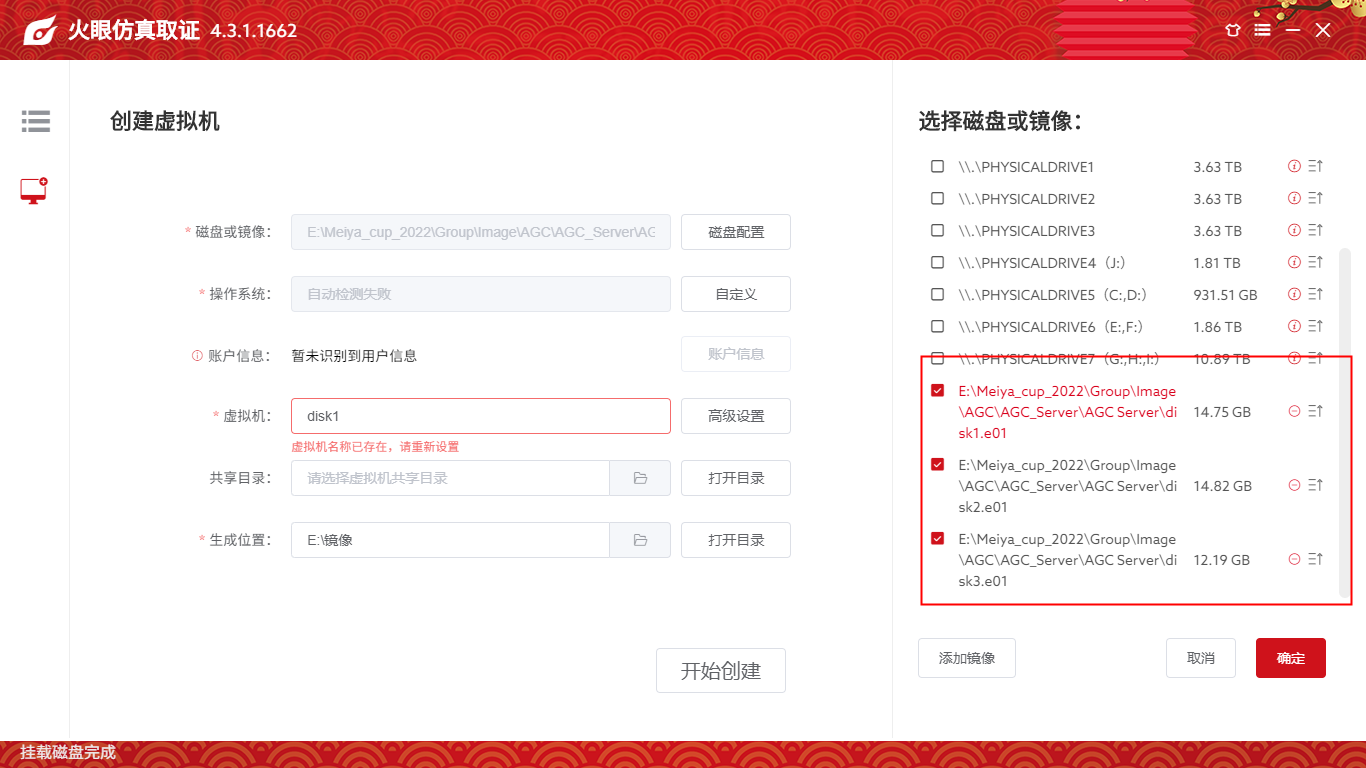 火眼仿真取证 4.3.1.1662
创建虚拟机
* 磁盘或镜像： E:\Meiya_cup_2022\Group\Image\AGC\AGC_Server\AG 磁盘配置
* 操作系统： 自动检测失败 自定义
账户信息： 暂未识别到用户信息 账户信息
* 虚拟机： disk1 高级设置
虚拟机名称已存在，请重新设置
共享目录： 请选择虚拟机共享目录 打开目录
* 生成位置： E:\镜像 打开目录
开始创建
选择磁盘或镜像：
\\.\PHYSICALDRIVE1 3.63 TB
\\.\PHYSICALDRIVE2 3.63 TB
\\.\PHYSICALDRIVE3 3.63 TB
\\.\PHYSICALDRIVE4（J:） 1.81 TB
\\.\PHYSICALDRIVE5（C:,D:） 931.51 GB
\\.\PHYSICALDRIVE6（E:,F:） 1.86 TB
\\.\PHYSICALDRIVE7（G:,H:,I:） 10.89 TB
E:\Meiya_cup_2022\Group\Image
\AGC\AGC_Server\AGC Server\di 14.75 GB
sk1.e01
E:\Meiya_cup_2022\Group\Image
\AGC\AGC_Server\AGC Server\di 14.82 GB
sk2.e01
E:\Meiya_cup_2022\Group\Image
\AGC\AGC_Server\AGC Server\di 12.19 GB
sk3.e01
添加镜像 取消 确定
挂载磁盘完成